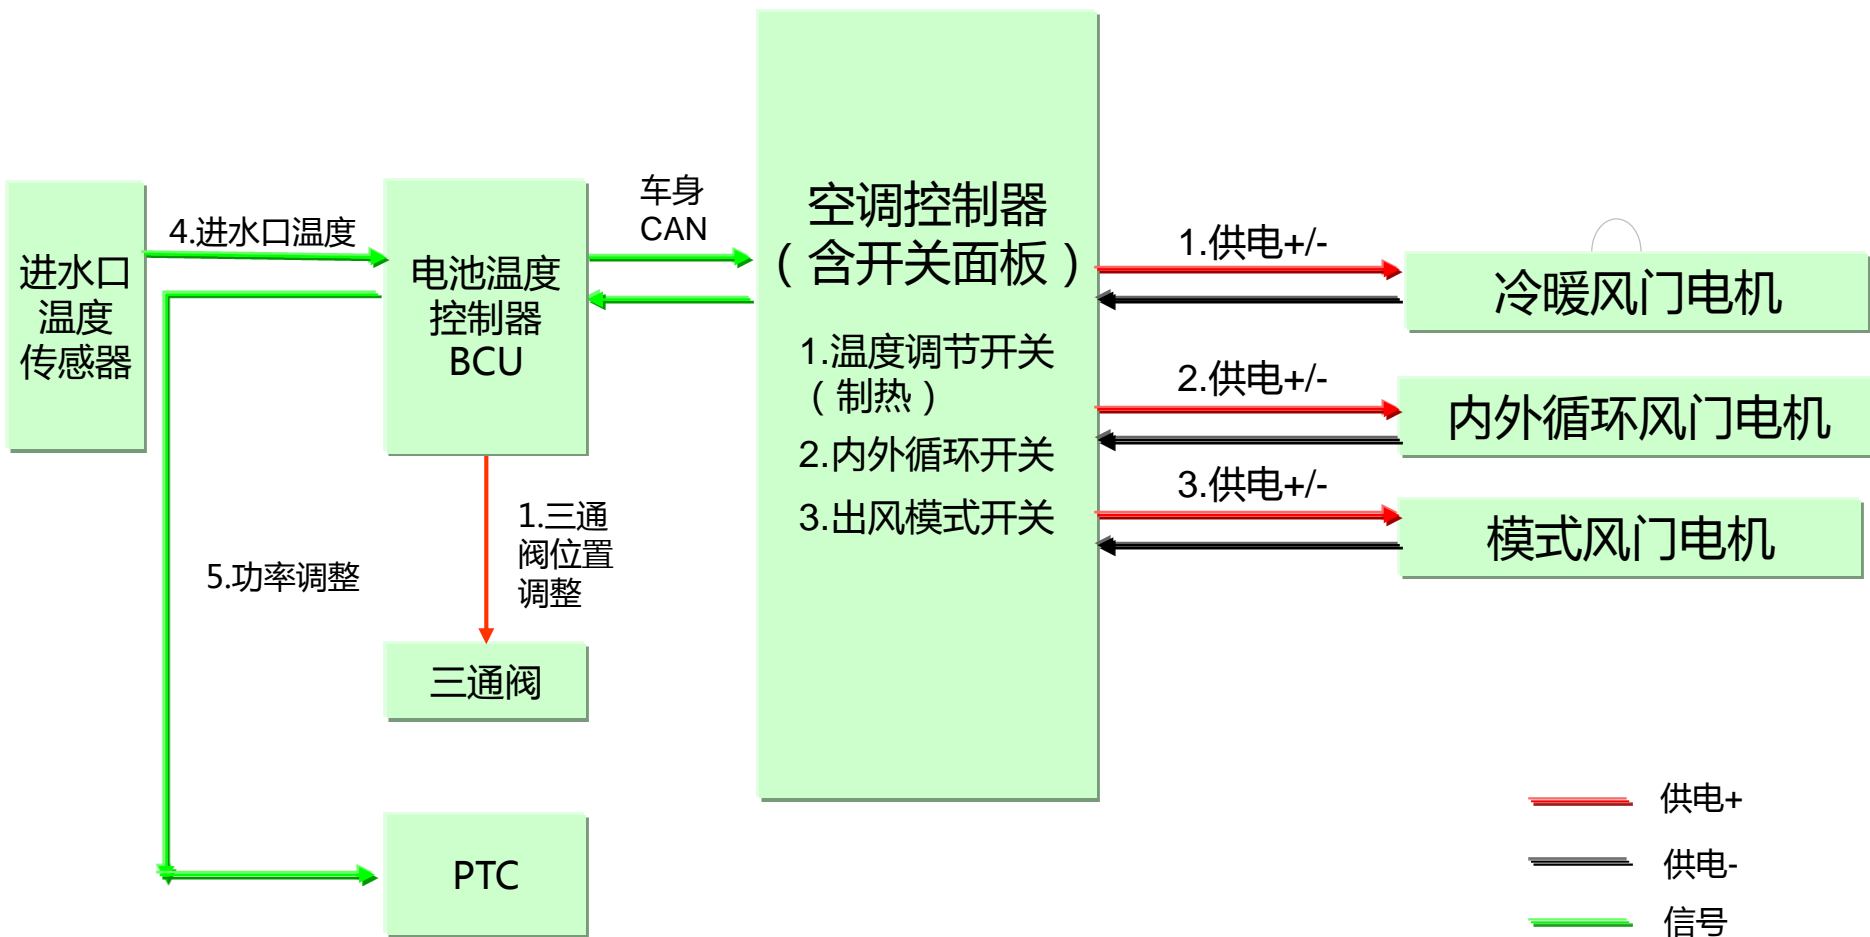 进水口
温度
传感器
4.进水口温度
电池温度
控制器
BCU
车身
CAN
空调控制器
（含开关面板）
1.温度调节开关
（制热）
2.内外循环开关
3.出风模式开关
1.供电+/-
冷暖风门电机
2.供电+/-
内外循环风门电机
3.供电+/-
模式风门电机
1.三通
阀位置
调整
5.功率调整
三通阀
PTC
供电+
供电-
信号